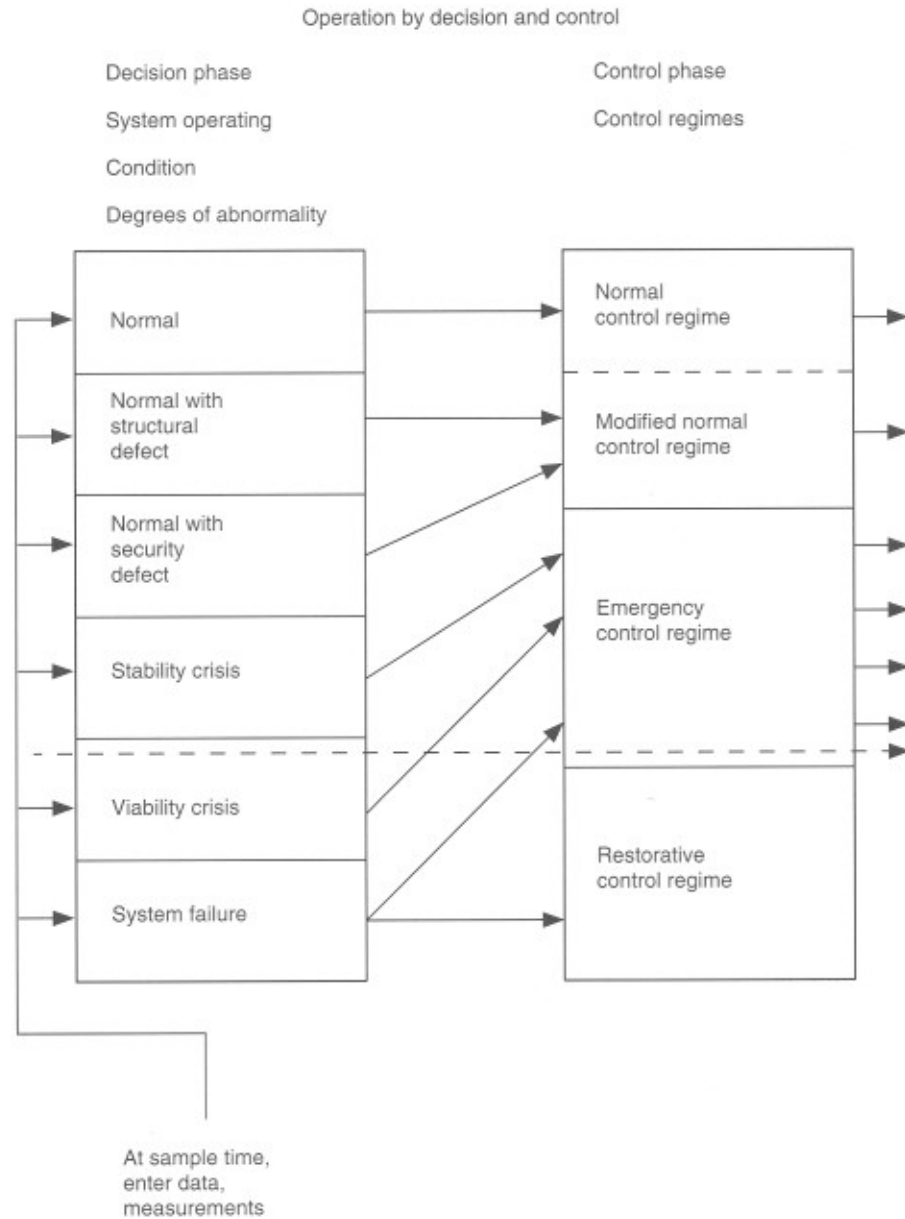 Operation by decision and control
Decision phase
System operating
Condition
Degrees of abnormality
Control phase
Control regimes
Normal
Normal with
structural
defect
Normal with
security
defect
Stability crisis
Viability crisis
System failure
Normal
control regime
Modified normal
control regime
Emergency
control regime
Restorative
control regime
At sample time,
enter data,
measurements